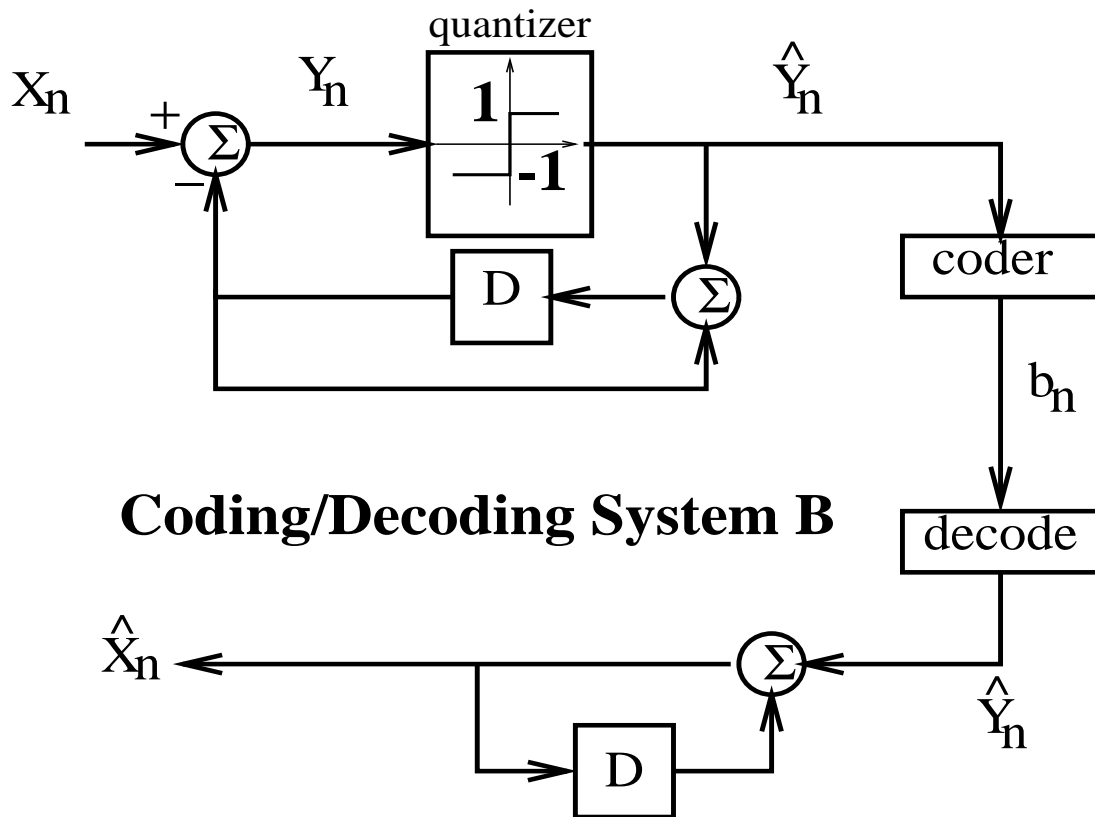 quantizer
Xₙ
Yₙ
Ŷₙ
+
Σ
−
1
-1
D
Σ
coder
bₙ
Coding/Decoding System B
decode
X̂ₙ
Σ
Ŷₙ
D